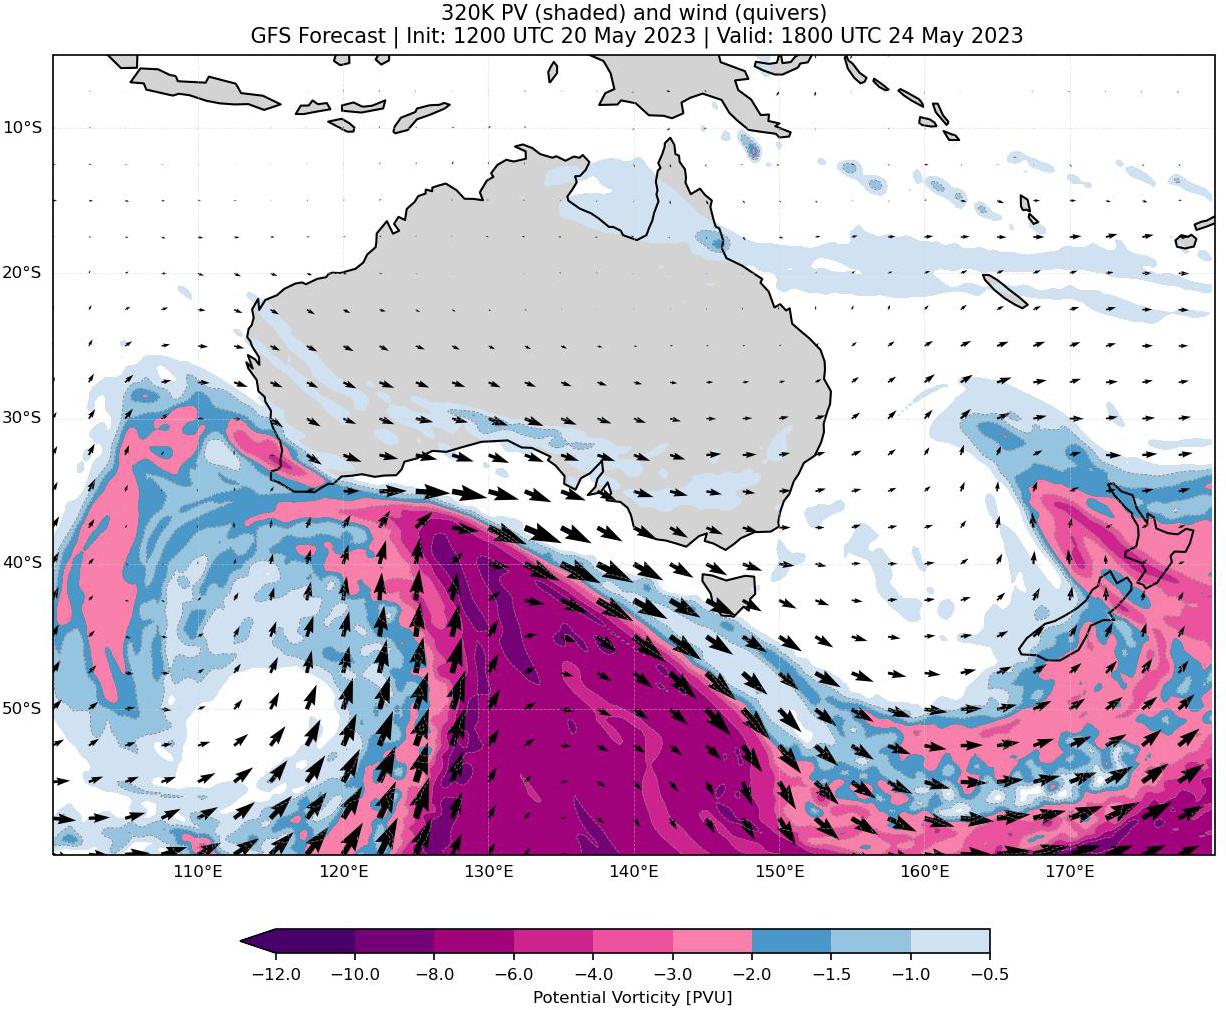 320K PV (shaded) and wind (quivers)
GFS Forecast | Init: 1200 UTC 20 May 2023 | Valid: 1800 UTC 24 May 2023
10°S
20°S
30°S
40°S
50°S
110°E 120°E 130°E 140°E 150°E 160°E 170°E
−12.0 −10.0 −8.0 −6.0 −4.0 −3.0 −2.0 −1.5 −1.0 −0.5
Potential Vorticity [PVU]